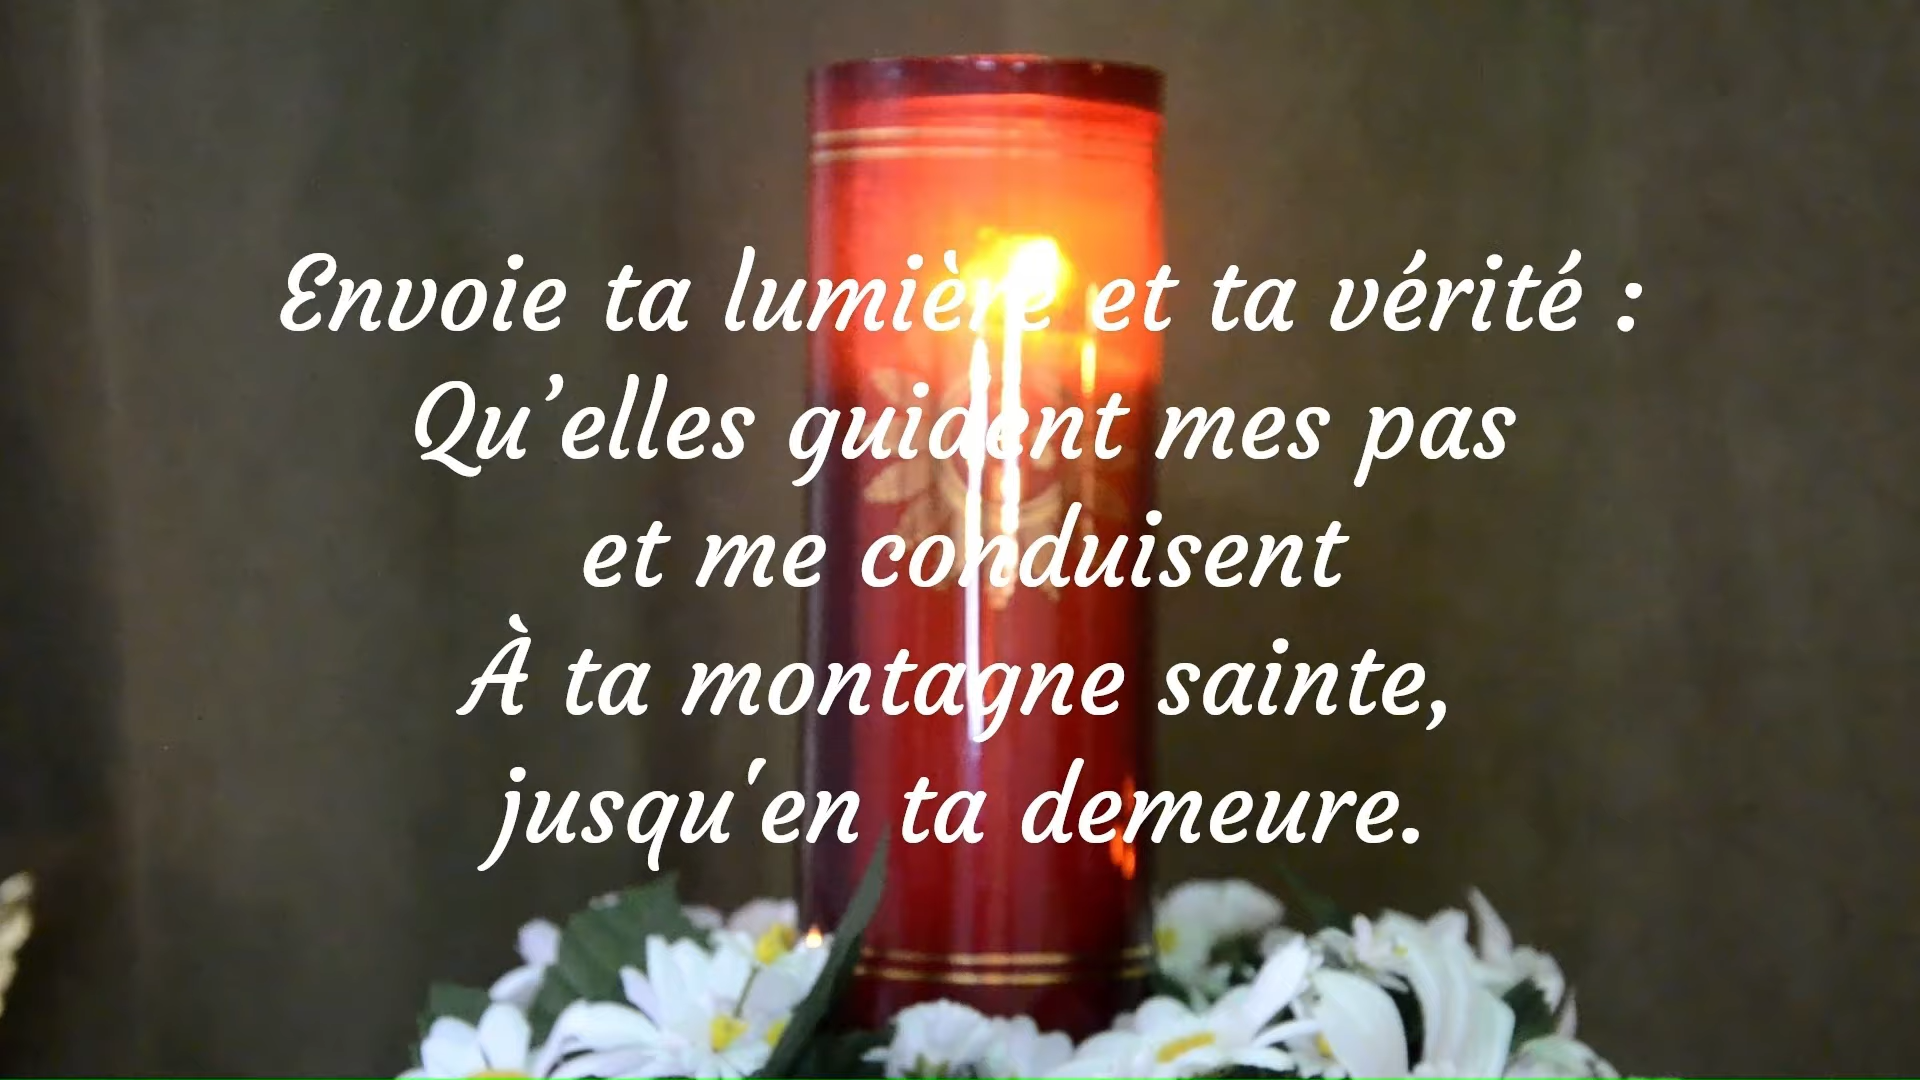 Envoie ta lumière et ta vérité :
Qu’elles guident mes pas
et me conduisent
À ta montagne sainte,
jusqu'en ta demeure.